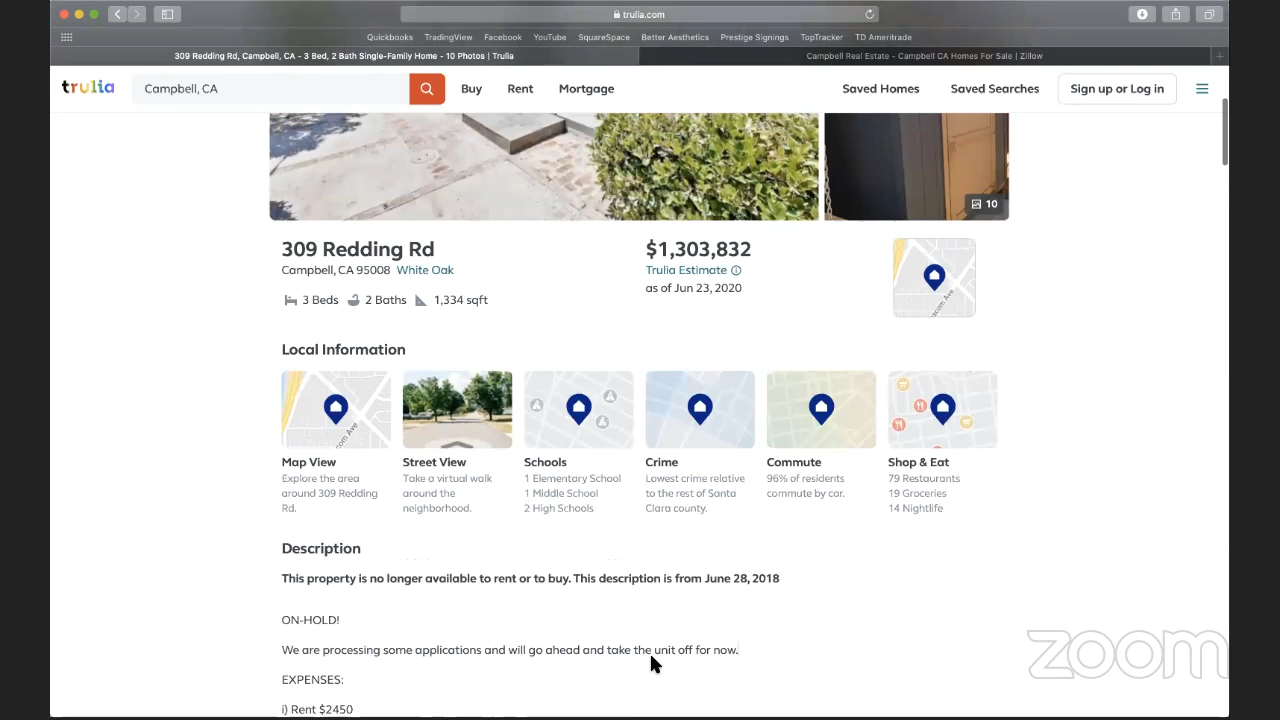 trulia.com
Quickbooks TradingView Facebook YouTube SquareSpace Better Aesthetics Prestige Signings TopTracker TD Ameritrade
309 Redding Rd, Campbell, CA - 3 Bed, 2 Bath Single-Family Home - 10 Photos | Trulia
Campbell Real Estate - Campbell CA Homes For Sale | Zillow
trulia
Campbell, CA
Buy Rent Mortgage
Saved Homes Saved Searches Sign up or Log in
10
309 Redding Rd
Campbell, CA 95008 White Oak
3 Beds 2 Baths 1,334 sqft
$1,303,832
Trulia Estimate
as of Jun 23, 2020
scom Ave
Local Information
com Ave
Map View
Explore the area
around 309 Redding
Rd.
Street View
Take a virtual walk
around the
neighborhood.
Schools
1 Elementary School
1 Middle School
2 High Schools
Crime
Lowest crime relative
to the rest of Santa
Clara county.
Commute
96% of residents
commute by car.
Shop & Eat
79 Restaurants
19 Groceries
14 Nightlife
Description
This property is no longer available to rent or to buy. This description is from June 28, 2018
ON-HOLD!
We are processing some applications and will go ahead and take the unit off for now.
EXPENSES:
i) Rent $2450
zoom